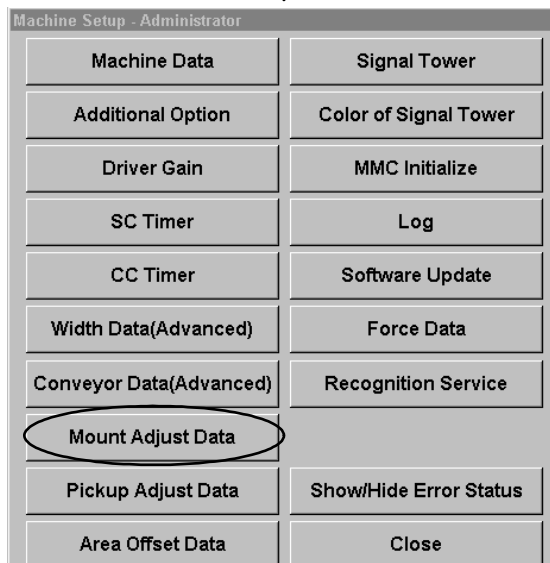 Machine Setup - Administrator
Machine Data
Signal Tower
Additional Option
Color of Signal Tower
Driver Gain
MMC Initialize
SC Timer
Log
CC Timer
Software Update
Width Data(Advanced)
Force Data
Conveyor Data(Advanced)
Recognition Service
Mount Adjust Data
Pickup Adjust Data
Show/Hide Error Status
Area Offset Data
Close